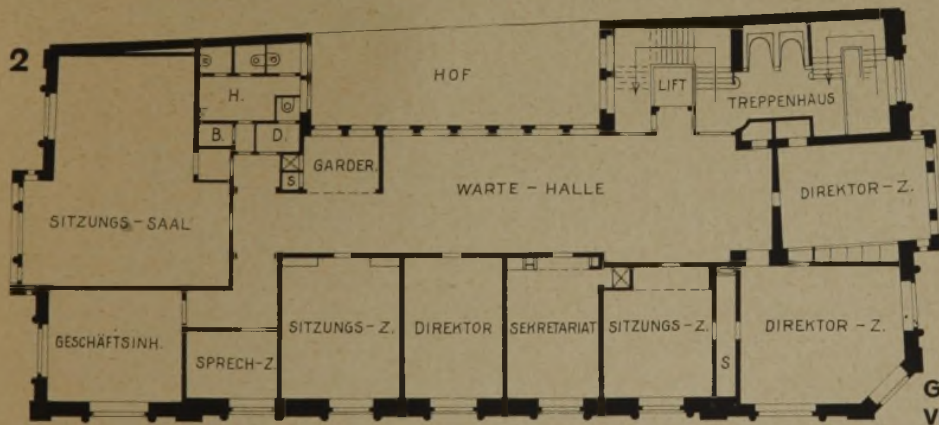 2
HOF
LIFT
TREPPENHAUS
H.
B.
D.
S
GARDER.
WARTE-HALLE
DIREKTOR-Z.
SITZUNGS-SAAL
GESCHÄFTSINH.
SPRECH-Z.
SITZUNGS-Z.
DIREKTOR
SEKRETARIAT
SITZUNGS-Z.
S
DIREKTOR-Z.
G
V